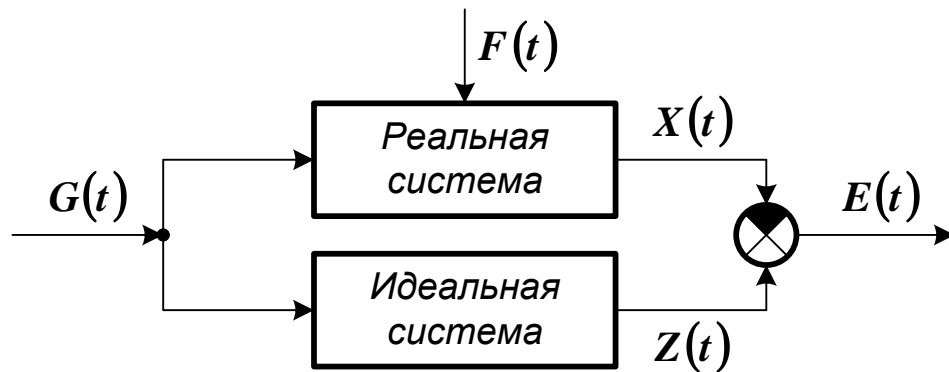 F(t)
Реальная
система
X(t)
G(t)
E(t)
Идеальная
система
Z(t)